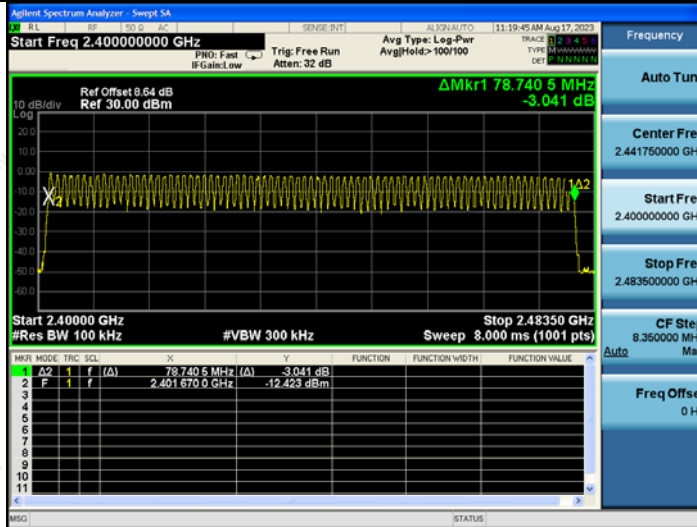 Agilent Spectrum Analyzer - Swept SA
RL RF 50 Ω AC SENSE:INT ALIGN AUTO 11:19:45 AM Aug 17, 2023
Start Freq 2.400000000 GHz
PNO: Fast
IFGain:Low
Trig: Free Run
Atten: 32 dB
Avg Type: Log-Pwr
Avg|Hold:> 100/100
TRACE 1 2 3 4 5 6
TYPE M
DET P N N N N N
ΔMkr1 78.740 5 MHz
-3.041 dB
Ref Offset 8.64 dB
10 dB/div Ref 30.00 dBm
Log
20.0
10.0
0.00
-10.0
-20.0
-30.0
-40.0
-50.0
-60.0
2
1Δ2
Start 2.40000 GHz Stop 2.48350 GHz
#Res BW 100 kHz #VBW 300 kHz Sweep 8.000 ms (1001 pts)
MKR MODE TRC SCL X Y FUNCTION FUNCTION WIDTH FUNCTION VALUE
1 Δ2 1 f (Δ) 78.740 5 MHz (Δ) -3.041 dB
2 F 1 f 2.401 670 0 GHz -12.423 dBm
3
4
5
6
7
8
9
10
11
MSG STATUS
Frequency
Auto Tun
Center Fre
2.441750000 GH
Start Fre
2.400000000 GH
Stop Fre
2.483500000 GH
CF Ste
8.350000 MH
Auto Ma
Freq Offse
0 H